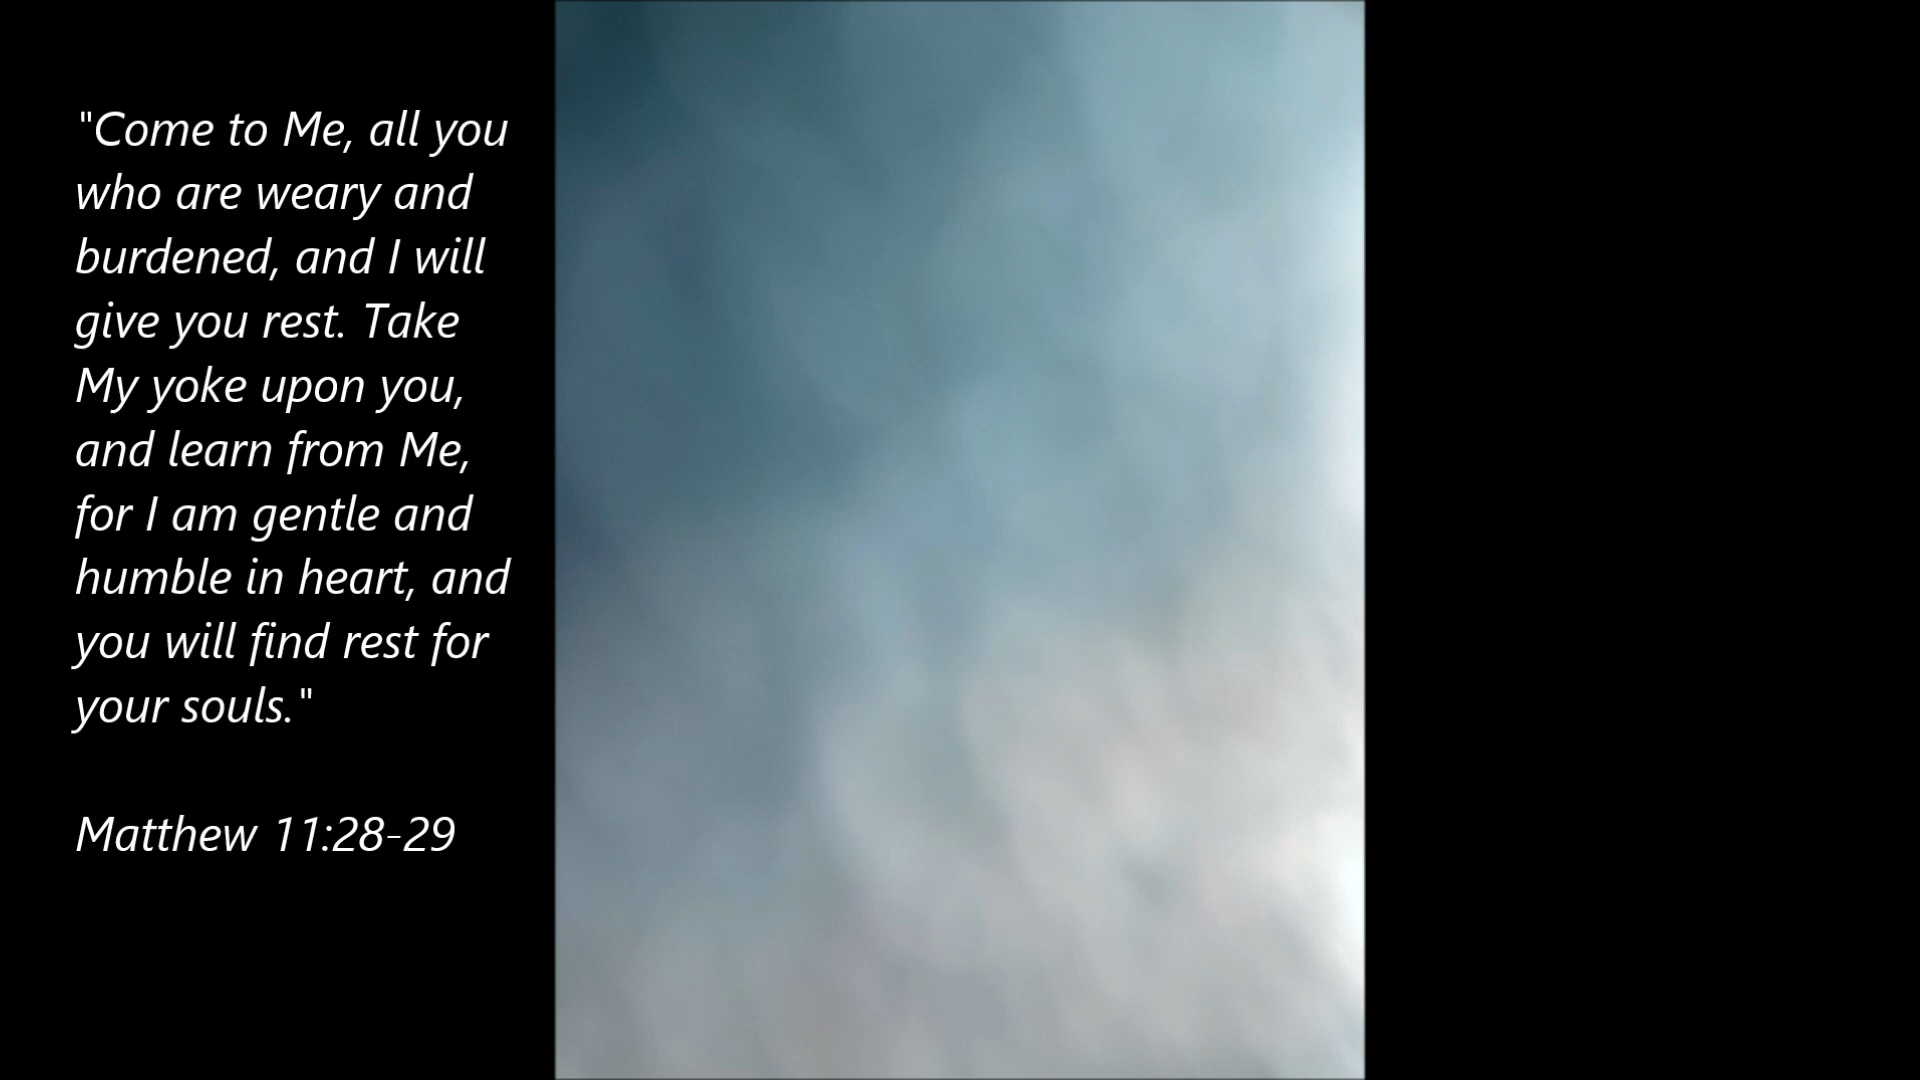 "Come to Me, all you
who are weary and
burdened, and I will
give you rest. Take
My yoke upon you,
and learn from Me,
for I am gentle and
humble in heart, and
you will find rest for
your souls."
Matthew 11:28-29